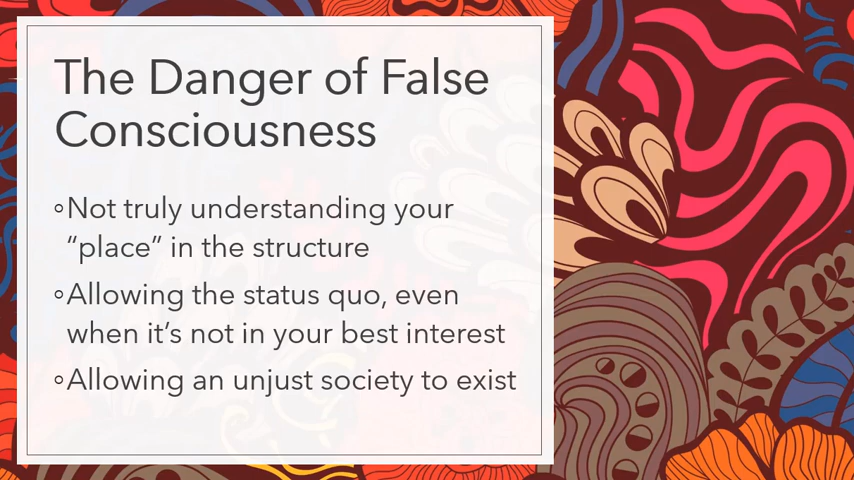 The Danger of False
Consciousness
◦Not truly understanding your
“place” in the structure
◦Allowing the status quo, even
when it’s not in your best interest
◦Allowing an unjust society to exist